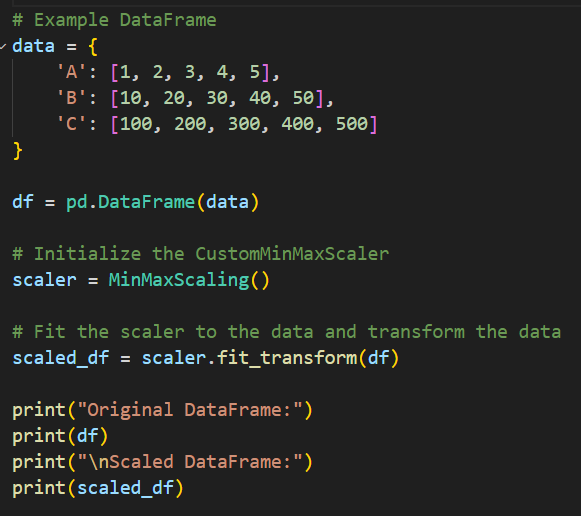 # Example DataFrame
data = {
    'A': [1, 2, 3, 4, 5],
    'B': [10, 20, 30, 40, 50],
    'C': [100, 200, 300, 400, 500]
}
df = pd.DataFrame(data)
# Initialize the CustomMinMaxScaler
scaler = MinMaxScaling()
# Fit the scaler to the data and transform the data
scaled_df = scaler.fit_transform(df)
print("Original DataFrame:")
print(df)
print("\nScaled DataFrame:")
print(scaled_df)